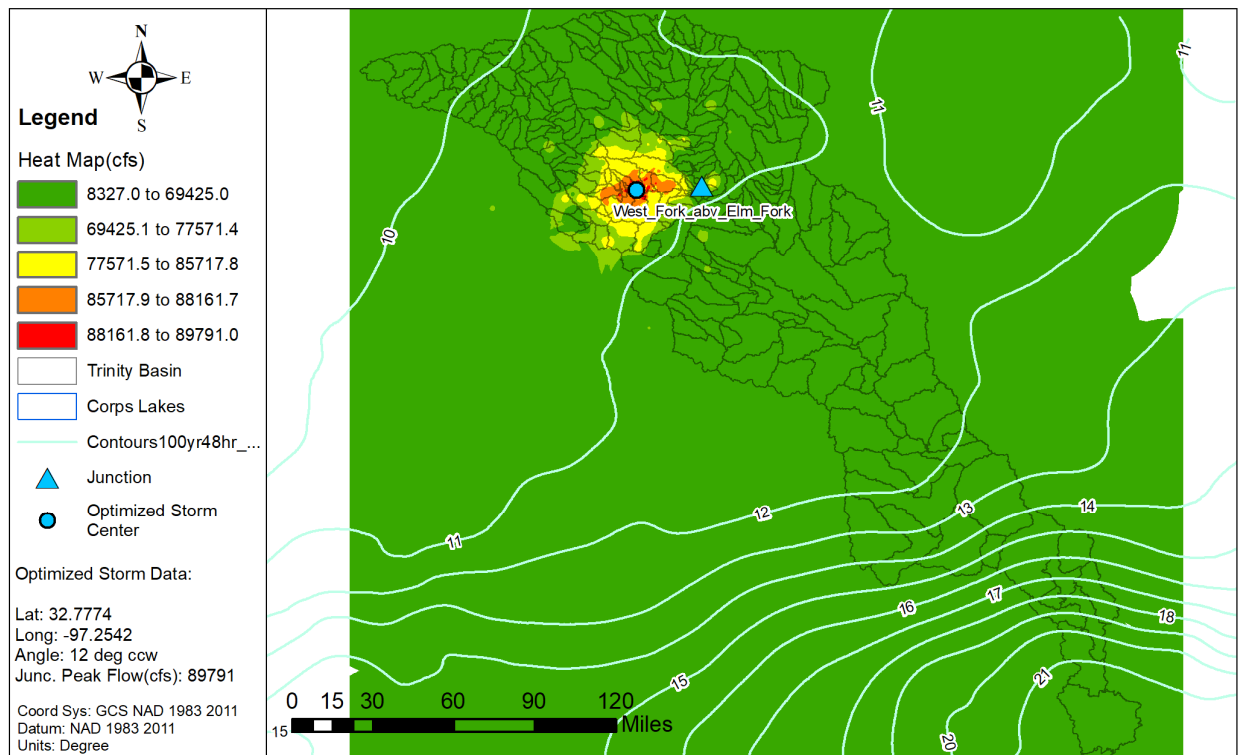 N
W E
S
Legend
Heat Map(cfs)
8327.0 to 69425.0
69425.1 to 77571.4
77571.5 to 85717.8
85717.9 to 88161.7
88161.8 to 89791.0
Trinity Basin
Corps Lakes
Contours100yr48hr_...
Junction
Optimized Storm
Center
Optimized Storm Data:
Lat: 32.7774
Long: -97.2542
Angle: 12 deg ccw
Junc. Peak Flow(cfs): 89791
Coord Sys: GCS NAD 1983 2011
Datum: NAD 1983 2011
Units: Degree
11
11
West_Fork_abv_Elm_Fork
10
12
13
14
11
16
17
18
15
21
20
0 15 30 60 90 120
Miles
15